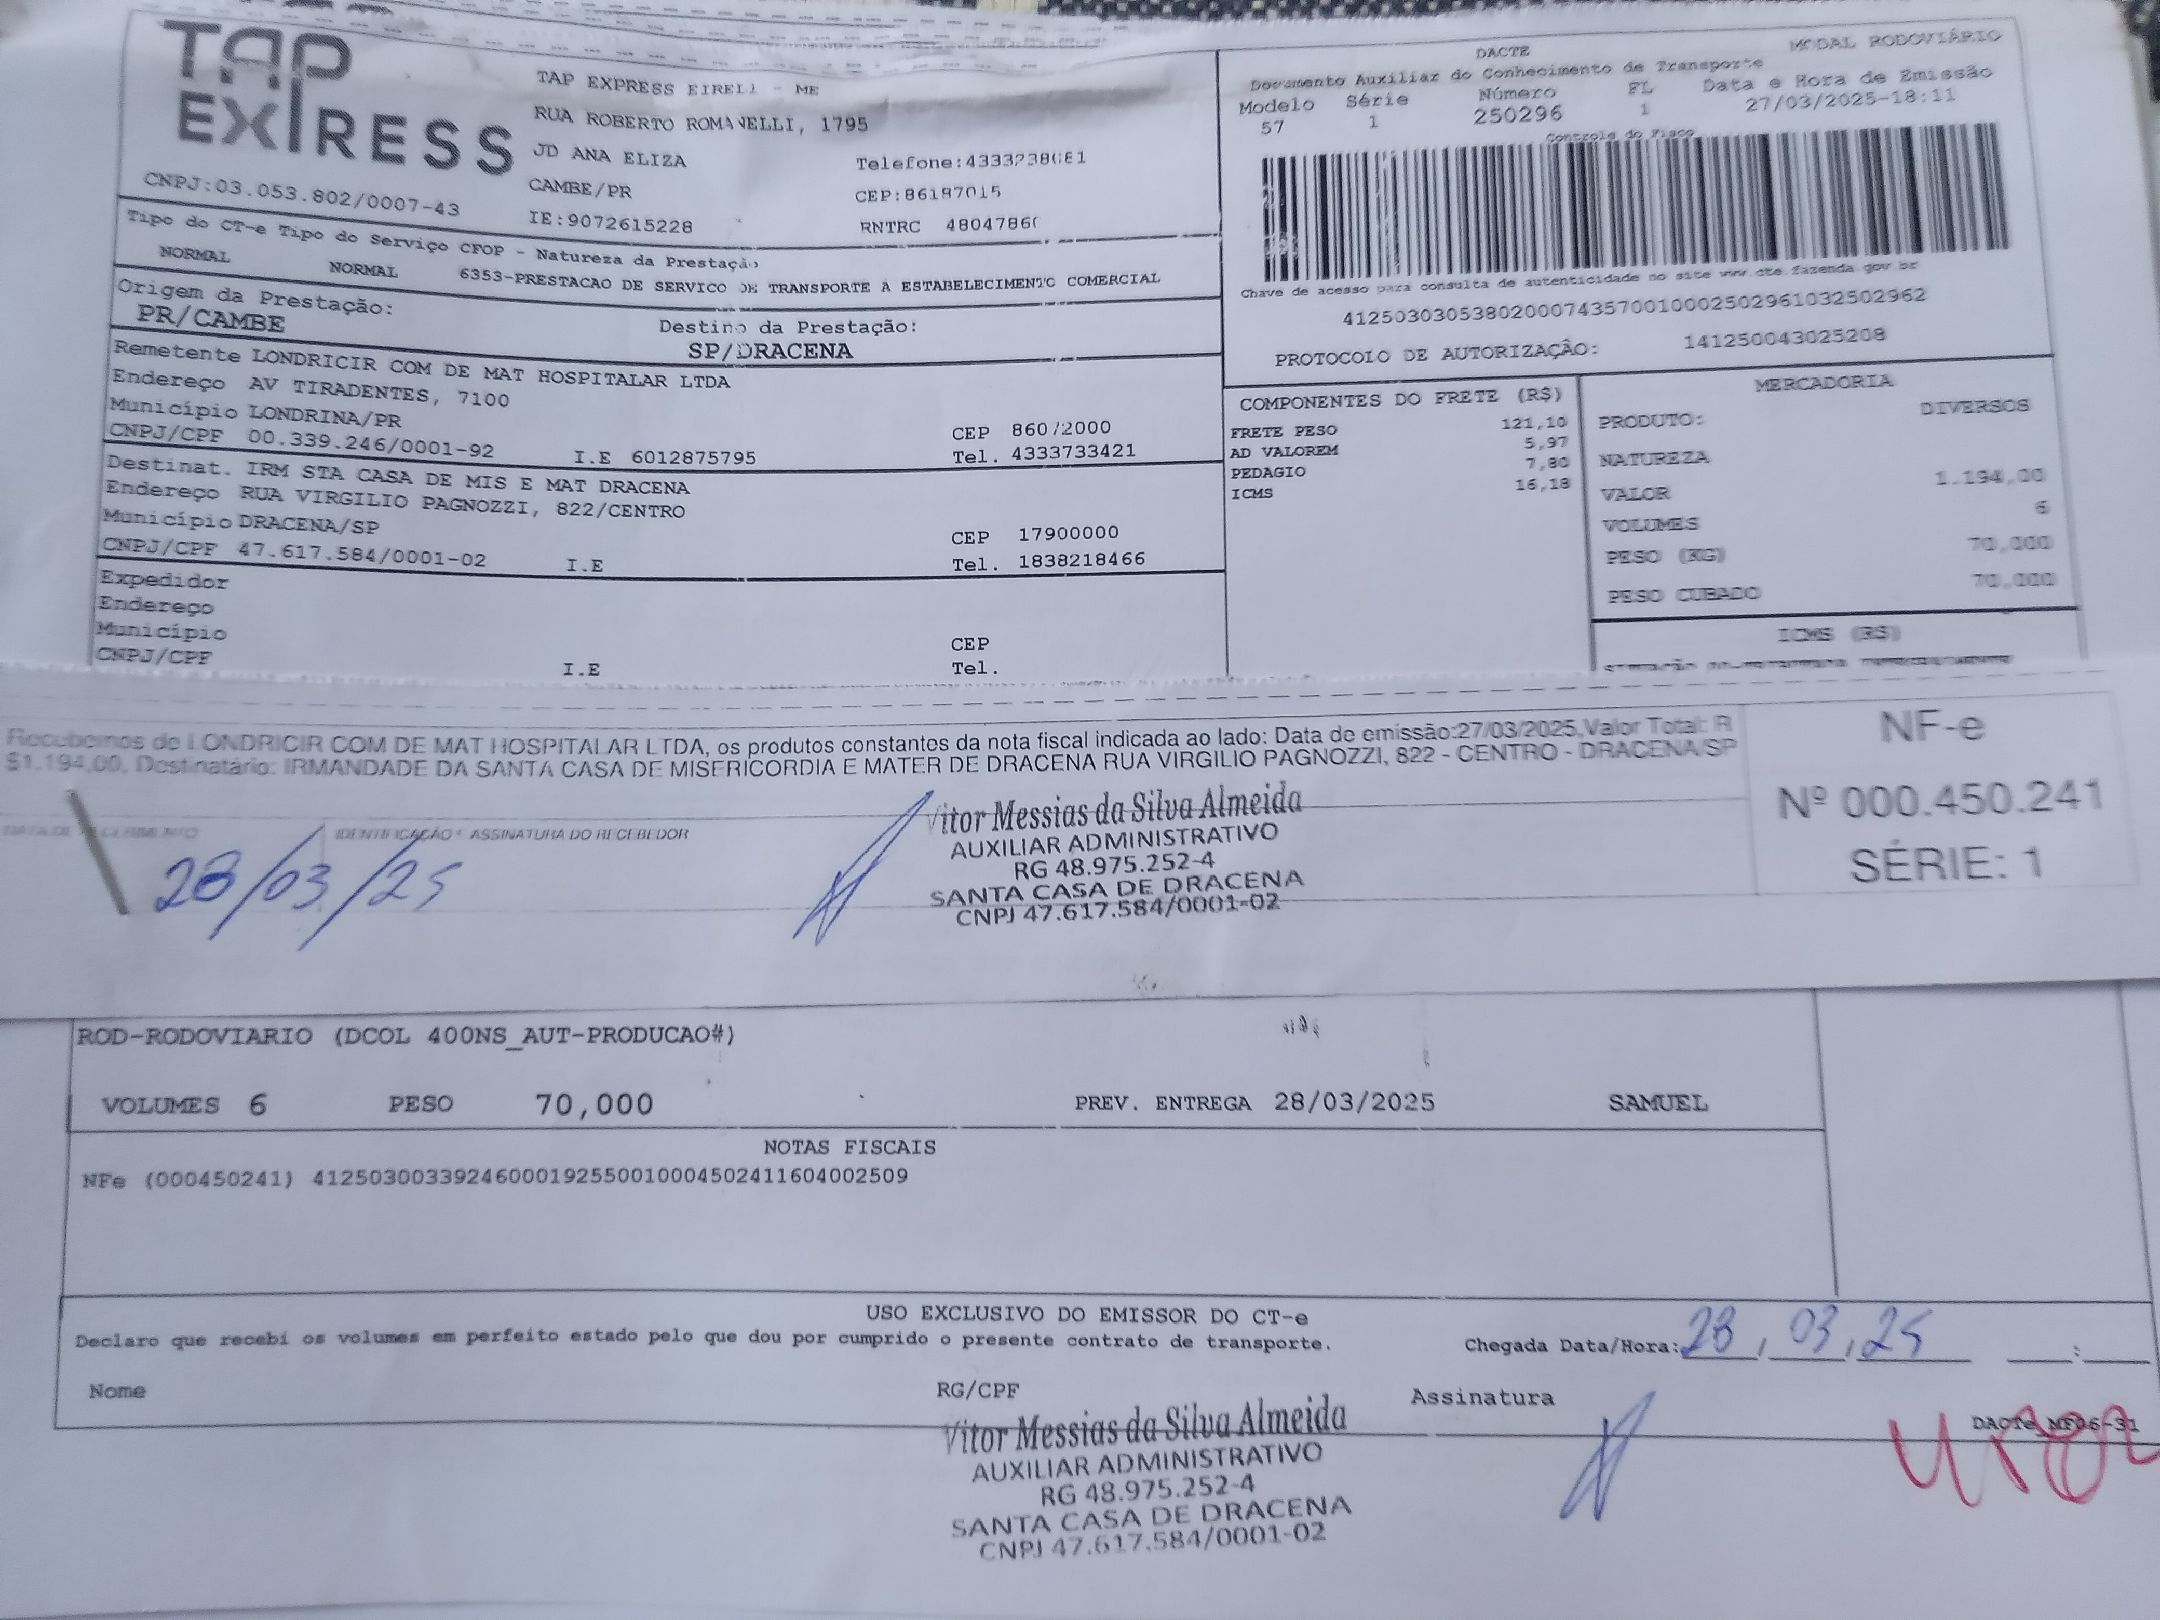 TAP EXPRESS
TAP EXPRESS EIRELI - ME
RUA ROBERTO ROMANELLI, 1795
JD ANA ELIZA
CAMBE/PR
IE:9072615228
CEP:86187015
RNTRC
CNPJ:03.053.802/0007-43
DACTE
MODAL RODOVIÁRIO
Documento Auxiliar do Conhecimento de Transporte
Modelo Série Número FL Data e Hora de Emissão
57 1 250296 1 27/03/2025-18:11
Controle do Fisco
Chave de acesso para consulta de autenticidade no site www.cte.fazenda.gov.br
41250303053802000743570010002502961032502962
PROTOCOLO DE AUTORIZAÇÃO: 141250043025208
Tipo do CT-e Tipo do Serviço CFOP - Natureza da Prestação
NORMAL NORMAL 6353-PRESTACAO DE SERVICO DE TRANSPORTE A ESTABELECIMENTO COMERCIAL
Origem da Prestação:
PR/CAMBE
Destino da Prestação:
SP/DRACENA
Remetente LONDRICIR COM DE MAT HOSPITALAR LTDA
Endereço AV TIRADENTES, 7100
Município LONDRINA/PR
CEP 86072000
CNPJ/CPF 00.339.246/0001-92 I.E 6012875795 Tel. 4333733421
Destinat. IRM STA CASA DE MIS E MAT DRACENA
Endereço RUA VIRGILIO PAGNOZZI, 822/CENTRO
Município DRACENA/SP CEP 17900000
CNPJ/CPF 47.617.584/0001-02 I.E Tel. 1838218466
Expedidor
Endereço
Município CEP
CNPJ/CPF I.E Tel.
COMPONENTES DO FRETE (R$)
FRETE PESO 121,10
AD VALOREM 5,97
PEDAGIO 7,80
ICMS 16,18
MERCADORIA
PRODUTO: DIVERSOS
NATUREZA
VALOR 1.194,00
VOLUMES 6
PESO (KG) 70,000
PESO CUBADO 70,000
ICMS (R$)
Recebemos de LONDRICIR COM DE MAT HOSPITALAR LTDA, os produtos constantes da nota fiscal indicada ao lado: Data de emissão:27/03/2025,Valor Total: R
$1.194,00. Destinatário: IRMANDADE DA SANTA CASA DE MISERICORDIA E MATER DE DRACENA RUA VIRGILIO PAGNOZZI, 822 - CENTRO - DRACENA/SP
NF-e
Nº 000.450.241
SÉRIE: 1
DATA DE RECEBIMENTO
IDENTIFICAÇÃO E ASSINATURA DO RECEBEDOR
28/03/25
Vitor Messias da Silva Almeida
AUXILIAR ADMINISTRATIVO
RG 48.975.252-4
SANTA CASA DE DRACENA
CNPJ 47.617.584/0001-02
ROD-RODOVIARIO (DCOL 400NS_AUT-PRODUCAO#)
VOLUMES 6 PESO 70,000 PREV. ENTREGA 28/03/2025 SAMUEL
NOTAS FISCAIS
NFe (000450241) 41250300339246000192550010004502411604002509
USO EXCLUSIVO DO EMISSOR DO CT-e
Declaro que recebi os volumes em perfeito estado pelo que dou por cumprido o presente contrato de transporte.
Chegada Data/Hora: 28, 03, 25 :
Nome RG/CPF Assinatura
Vitor Messias da Silva Almeida
AUXILIAR ADMINISTRATIVO
RG 48.975.252-4
SANTA CASA DE DRACENA
CNPJ 47.617.584/0001-02